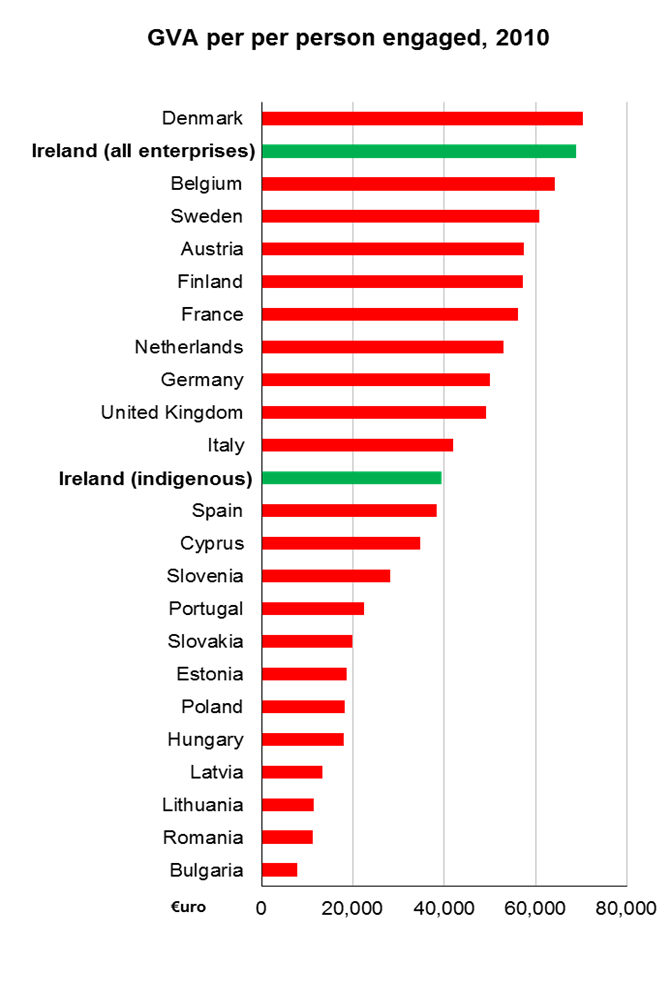 GVA per per person engaged, 2010
Denmark
Ireland (all enterprises)
Belgium
Sweden
Austria
Finland
France
Netherlands
Germany
United Kingdom
Italy
Ireland (indigenous)
Spain
Cyprus
Slovenia
Portugal
Slovakia
Estonia
Poland
Hungary
Latvia
Lithuania
Romania
Bulgaria
€uro 0 20,000 40,000 60,000 80,000